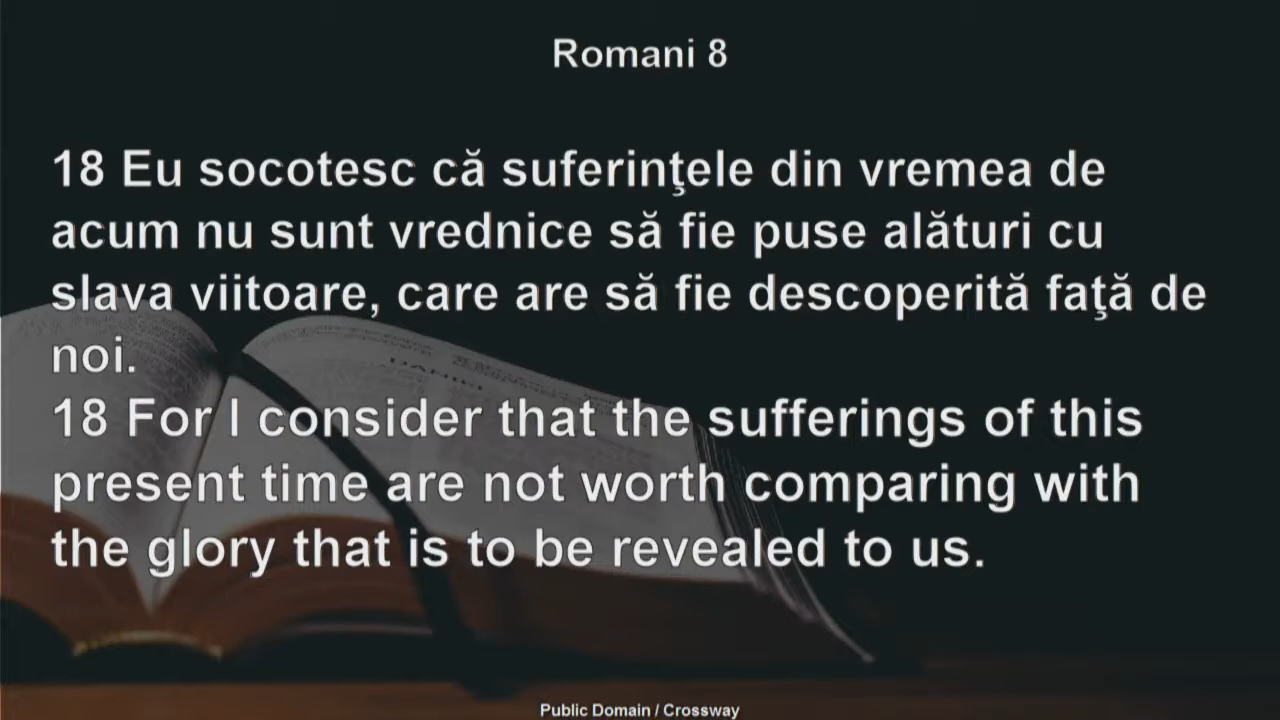 Romani 8
18 Eu socotesc că suferinţele din vremea de
acum nu sunt vrednice să fie puse alături cu
slava viitoare, care are să fie descoperită faţă de
noi.
18 For I consider that the sufferings of this
present time are not worth comparing with
the glory that is to be revealed to us.
Public Domain / Crossway